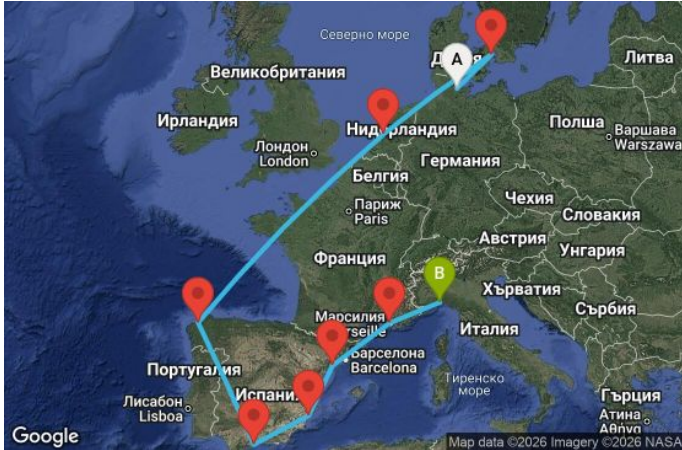 Северно море
Литва
Великобритания
Ирландия
Полша
Варшава
Warszawa
Лондон
London
Белгия
Германия
Париж
Paris
Чехия
Словакия
Австрия
Унгария
Франция
Хърватия
Сърбия
Марсилия
Италия
Барселона
Barcelona
Португалия
Тиренско
море
Гърция
Лисабон
Lisboa
Атина
Αθήνα
Google
Map data ©2026 Imagery ©2026 NASA
A
B